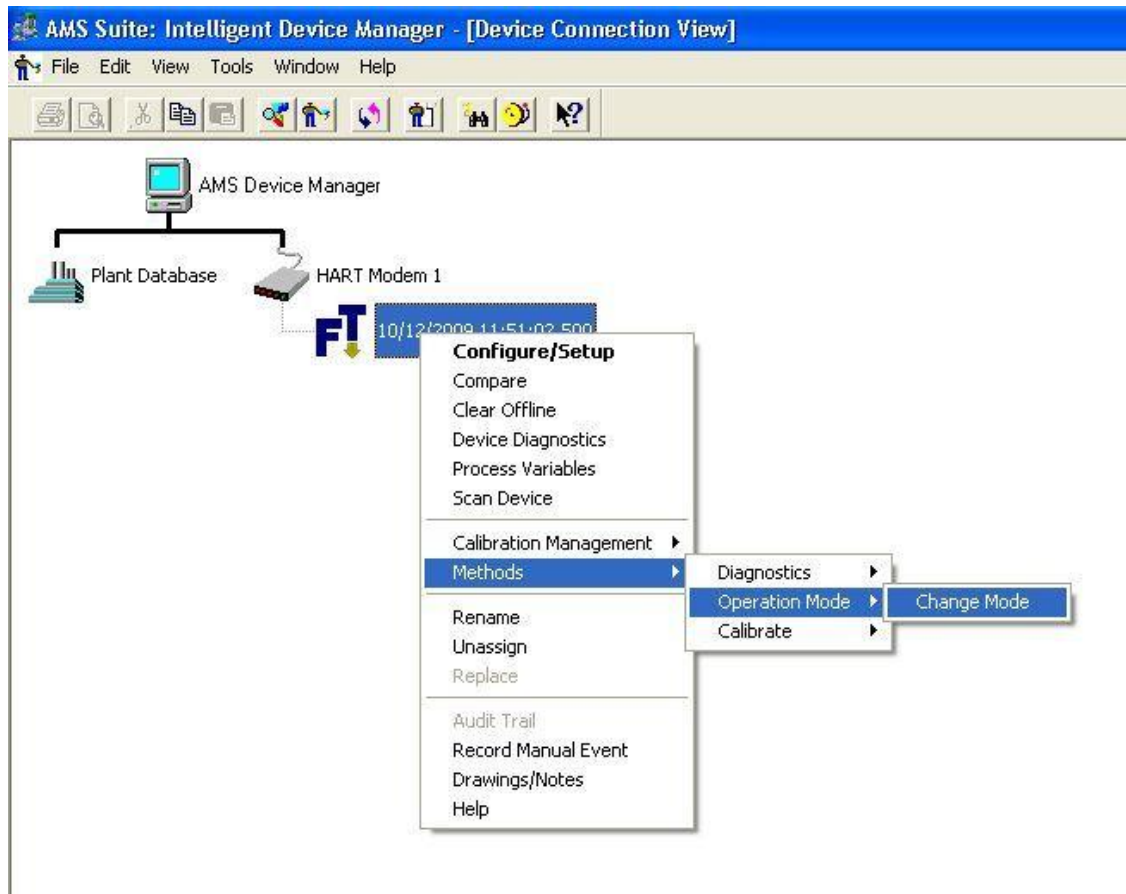 AMS Suite: Intelligent Device Manager - [Device Connection View]
File Edit View Tools Window Help
AMS Device Manager
Plant Database
HART Modem 1
FT
10/12/2009 11:51:02.500
Configure/Setup
Compare
Clear Offline
Device Diagnostics
Process Variables
Scan Device
Calibration Management
Methods
Diagnostics
Operation Mode
Change Mode
Calibrate
Rename
Unassign
Replace
Audit Trail
Record Manual Event
Drawings/Notes
Help